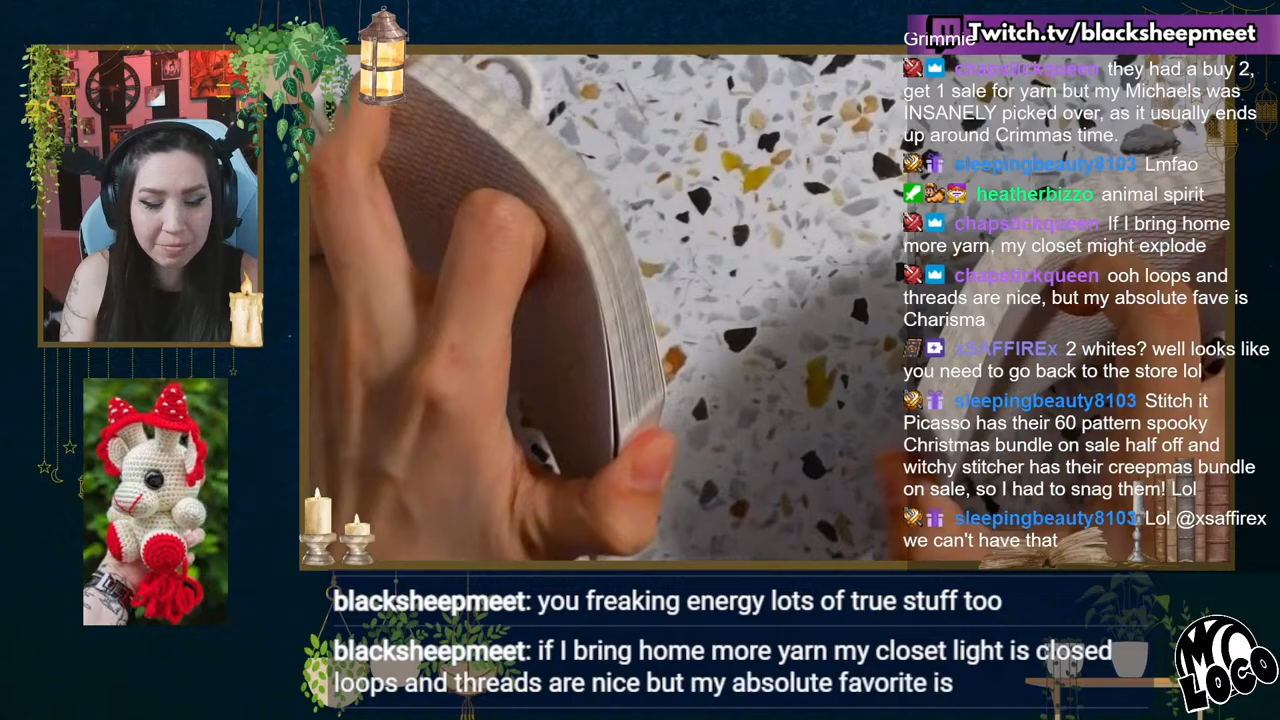 Twitch.tv/blacksheepmeet
Grimmie
chapstickqueen they had a buy 2,
get 1 sale for yarn but my Michaels was
INSANELY picked over, as it usually ends
up around Crimmas time.
sleepingbeauty8103 Lmfao
heatherbizzo animal spirit
chapstickqueen If I bring home
more yarn, my closet might explode
chapstickqueen ooh loops and
threads are nice, but my absolute fave is
Charisma
xSAFFIREx 2 whites? well looks like
you need to go back to the store lol
sleepingbeauty8103 Stitch it
Picasso has their 60 pattern spooky
Christmas bundle on sale half off and
witchy stitcher has their creepmas bundle
on sale, so I had to snag them! Lol
sleepingbeauty8103 Lol @xsaffirex
we can't have that
blacksheepmeet: you freaking energy lots of true stuff too
blacksheepmeet: if I bring home more yarn my closet light is closed
loops and threads are nice but my absolute favorite is
MC
LOCO